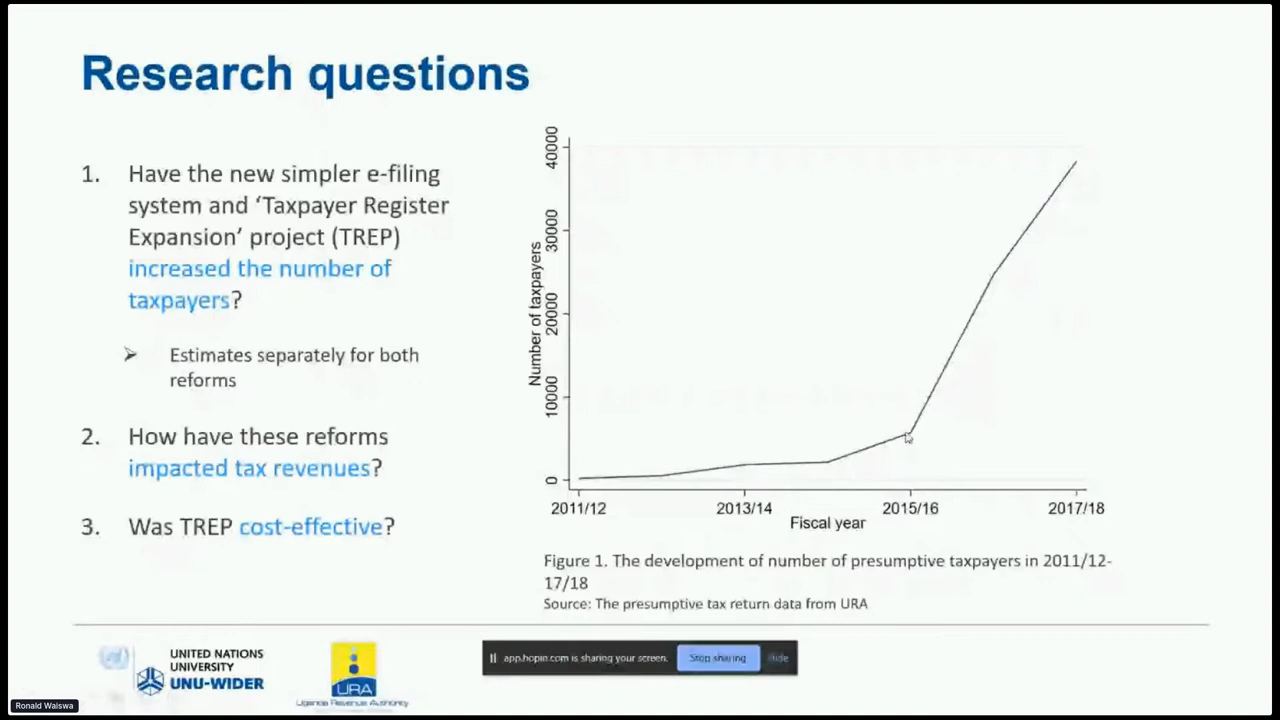 Research questions
1. Have the new simpler e-filing
system and ‘Taxpayer Register
Expansion’ project (TREP)
increased the number of
taxpayers?
➢ Estimates separately for both
reforms
2. How have these reforms
impacted tax revenues?
3. Was TREP cost-effective?
40000
30000
20000
10000
0
Number of taxpayers
2011/12
2013/14
2015/16
2017/18
Fiscal year
Figure 1. The development of number of presumptive taxpayers in 2011/12-
17/18
Source: The presumptive tax return data from URA
UNITED NATIONS
UNIVERSITY
UNU-WIDER
URA
Uganda Revenue Authority
app.hopin.com is sharing your screen.
Stop sharing
Hide
Ronald Waiswa